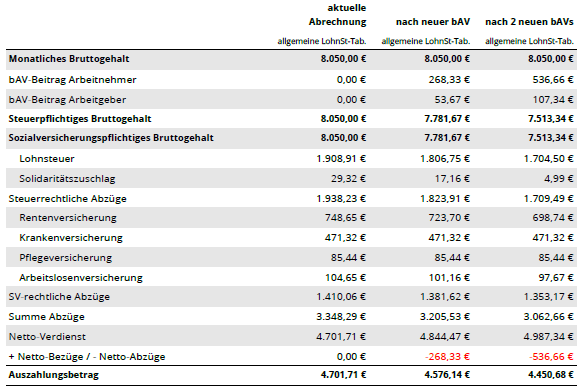 aktuelle
Abrechnung nach neuer bAV nach 2 neuen bAVs
allgemeine LohnSt-Tab. allgemeine LohnSt-Tab. allgemeine LohnSt-Tab.
Monatliches Bruttogehalt 8.050,00 € 8.050,00 € 8.050,00 €
bAV-Beitrag Arbeitnehmer 0,00 € 268,33 € 536,66 €
bAV-Beitrag Arbeitgeber 0,00 € 53,67 € 107,34 €
Steuerpflichtiges Bruttogehalt 8.050,00 € 7.781,67 € 7.513,34 €
Sozialversicherungspflichtiges Bruttogehalt 8.050,00 € 7.781,67 € 7.513,34 €
Lohnsteuer 1.908,91 € 1.806,75 € 1.704,50 €
Solidaritätszuschlag 29,32 € 17,16 € 4,99 €
Steuerrechtliche Abzüge 1.938,23 € 1.823,91 € 1.709,49 €
Rentenversicherung 748,65 € 723,70 € 698,74 €
Krankenversicherung 471,32 € 471,32 € 471,32 €
Pflegeversicherung 85,44 € 85,44 € 85,44 €
Arbeitslosenversicherung 104,65 € 101,16 € 97,67 €
SV-rechtliche Abzüge 1.410,06 € 1.381,62 € 1.353,17 €
Summe Abzüge 3.348,29 € 3.205,53 € 3.062,66 €
Netto-Verdienst 4.701,71 € 4.844,47 € 4.987,34 €
+ Netto-Bezüge / - Netto-Abzüge 0,00 € -268,33 € -536,66 €
Auszahlungsbetrag 4.701,71 € 4.576,14 € 4.450,68 €